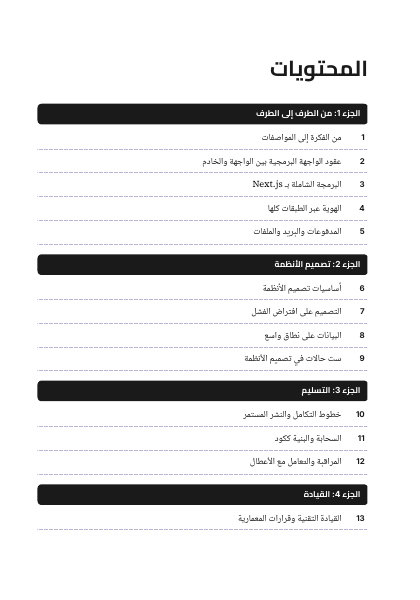 المحتويات
الجزء 1: من الطرف إلى الطرف
1 من الفكرة إلى المواصفات
2 عقود الواجهة البرمجية بين الواجهة والخادم
3 البرمجة الشاملة بـ Next.js
4 الهوية عبر الطبقات كلها
5 المدفوعات والبريد والملفات
الجزء 2: تصميم الأنظمة
6 أساسيات تصميم الأنظمة
7 التصميم على افتراض الفشل
8 البيانات على نطاق واسع
9 ست حالات في تصميم الأنظمة
الجزء 3: التسليم
10 خطوط التكامل والنشر المستمر
11 السحابة والبنية ككود
12 المراقبة والتعامل مع الأعطال
الجزء 4: القيادة
13 القيادة التقنية وقرارات المعمارية